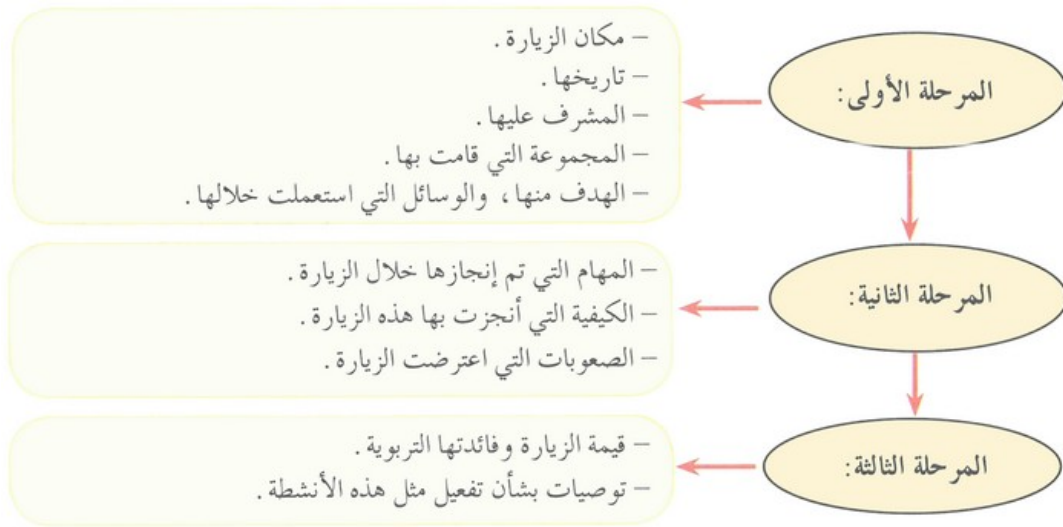 المرحلة الأولى:
– مكان الزيارة.
– تاريخها.
– المشرف عليها.
– المجموعة التي قامت بها.
– الهدف منها، والوسائل التي استعملت خلالها.
المرحلة الثانية:
– المهام التي تم إنجازها خلال الزيارة.
– الكيفية التي أنجزت بها هذه الزيارة.
– الصعوبات التي اعترضت الزيارة.
المرحلة الثالثة:
– قيمة الزيارة وفائدتها التربوية.
– توصيات بشأن تفعيل مثل هذه الأنشطة.